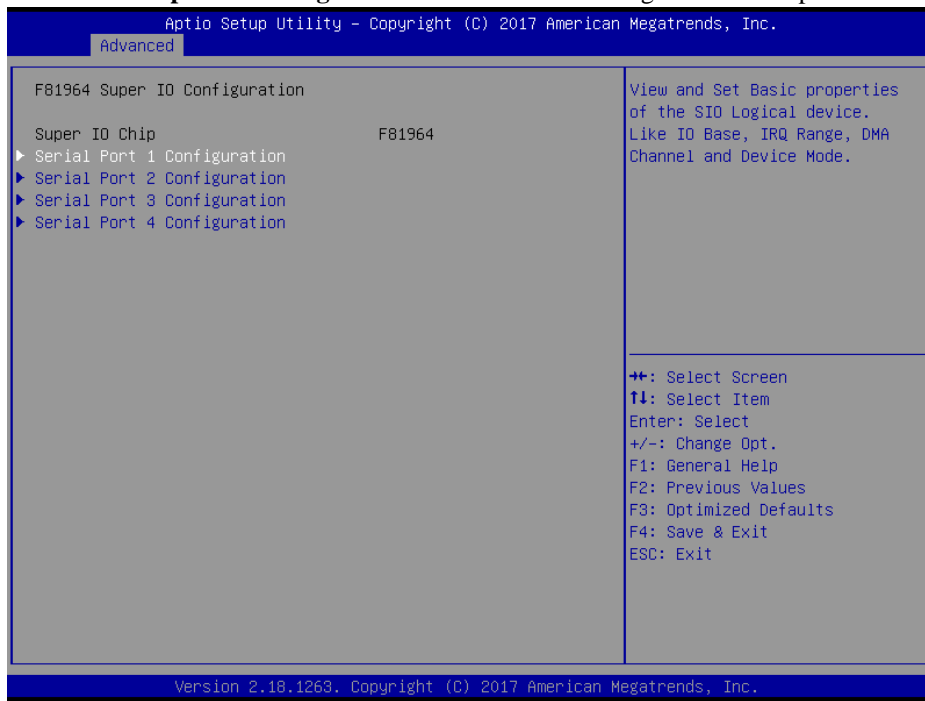 Aptio Setup Utility – Copyright (C) 2017 American Megatrends, Inc.
Advanced
F81964 Super IO Configuration
Super IO Chip F81964
Serial Port 1 Configuration
Serial Port 2 Configuration
Serial Port 3 Configuration
Serial Port 4 Configuration
View and Set Basic properties
of the SIO Logical device.
Like IO Base, IRQ Range, DMA
Channel and Device Mode.
→←: Select Screen
↑↓: Select Item
Enter: Select
+/-: Change Opt.
F1: General Help
F2: Previous Values
F3: Optimized Defaults
F4: Save & Exit
ESC: Exit
Version 2.18.1263. Copyright (C) 2017 American Megatrends, Inc.